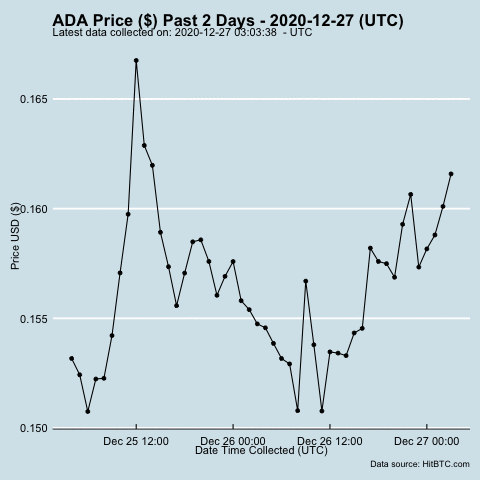 ADA Price ($) Past 2 Days - 2020-12-27 (UTC)
Latest data collected on: 2020-12-27 03:03:38 - UTC
0.165
0.160
0.155
0.150
Price USD ($)
Dec 25 12:00 Dec 26 00:00 Dec 26 12:00 Dec 27 00:00
Date Time Collected (UTC)
Data source: HitBTC.com